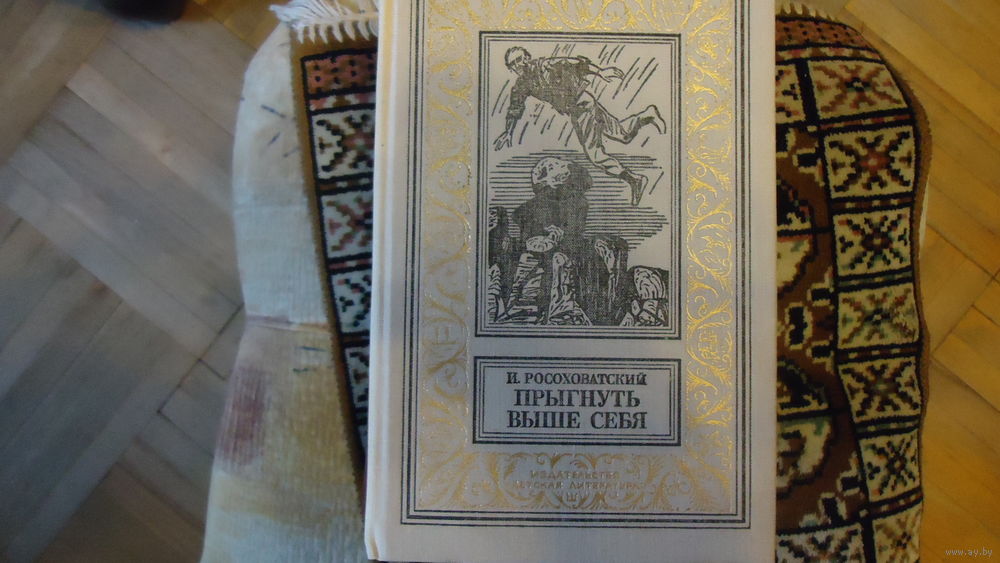 И. РОСОХОВАТСКИЙ
ПРЫГНУТЬ
ВЫШЕ СЕБЯ
ИЗДАТЕЛЬСТВО
ДЕТСКАЯ ЛИТЕРАТУРА
www.ay.by